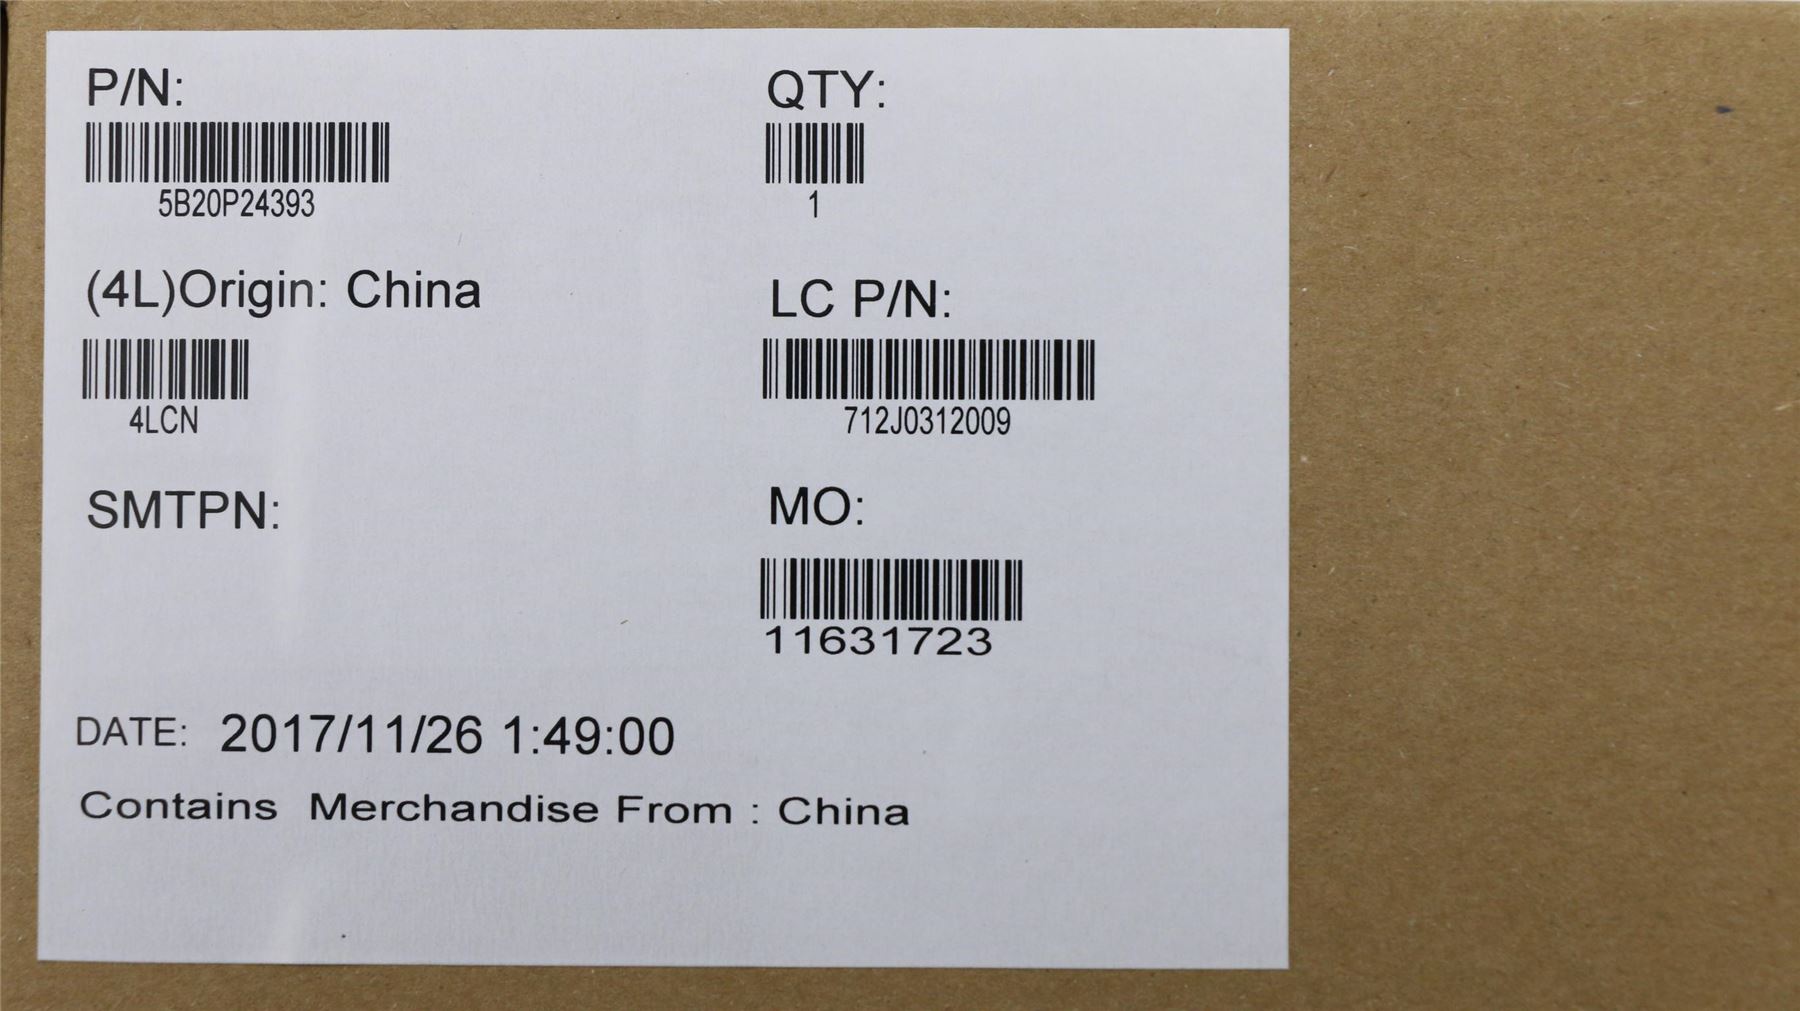 P/N:
QTY:
5B20P24393
1
(4L)Origin: China
LC P/N:
4LCN
712J0312009
SMTPN:
MO:
11631723
DATE: 2017/11/26 1:49:00
Contains Merchandise From : China